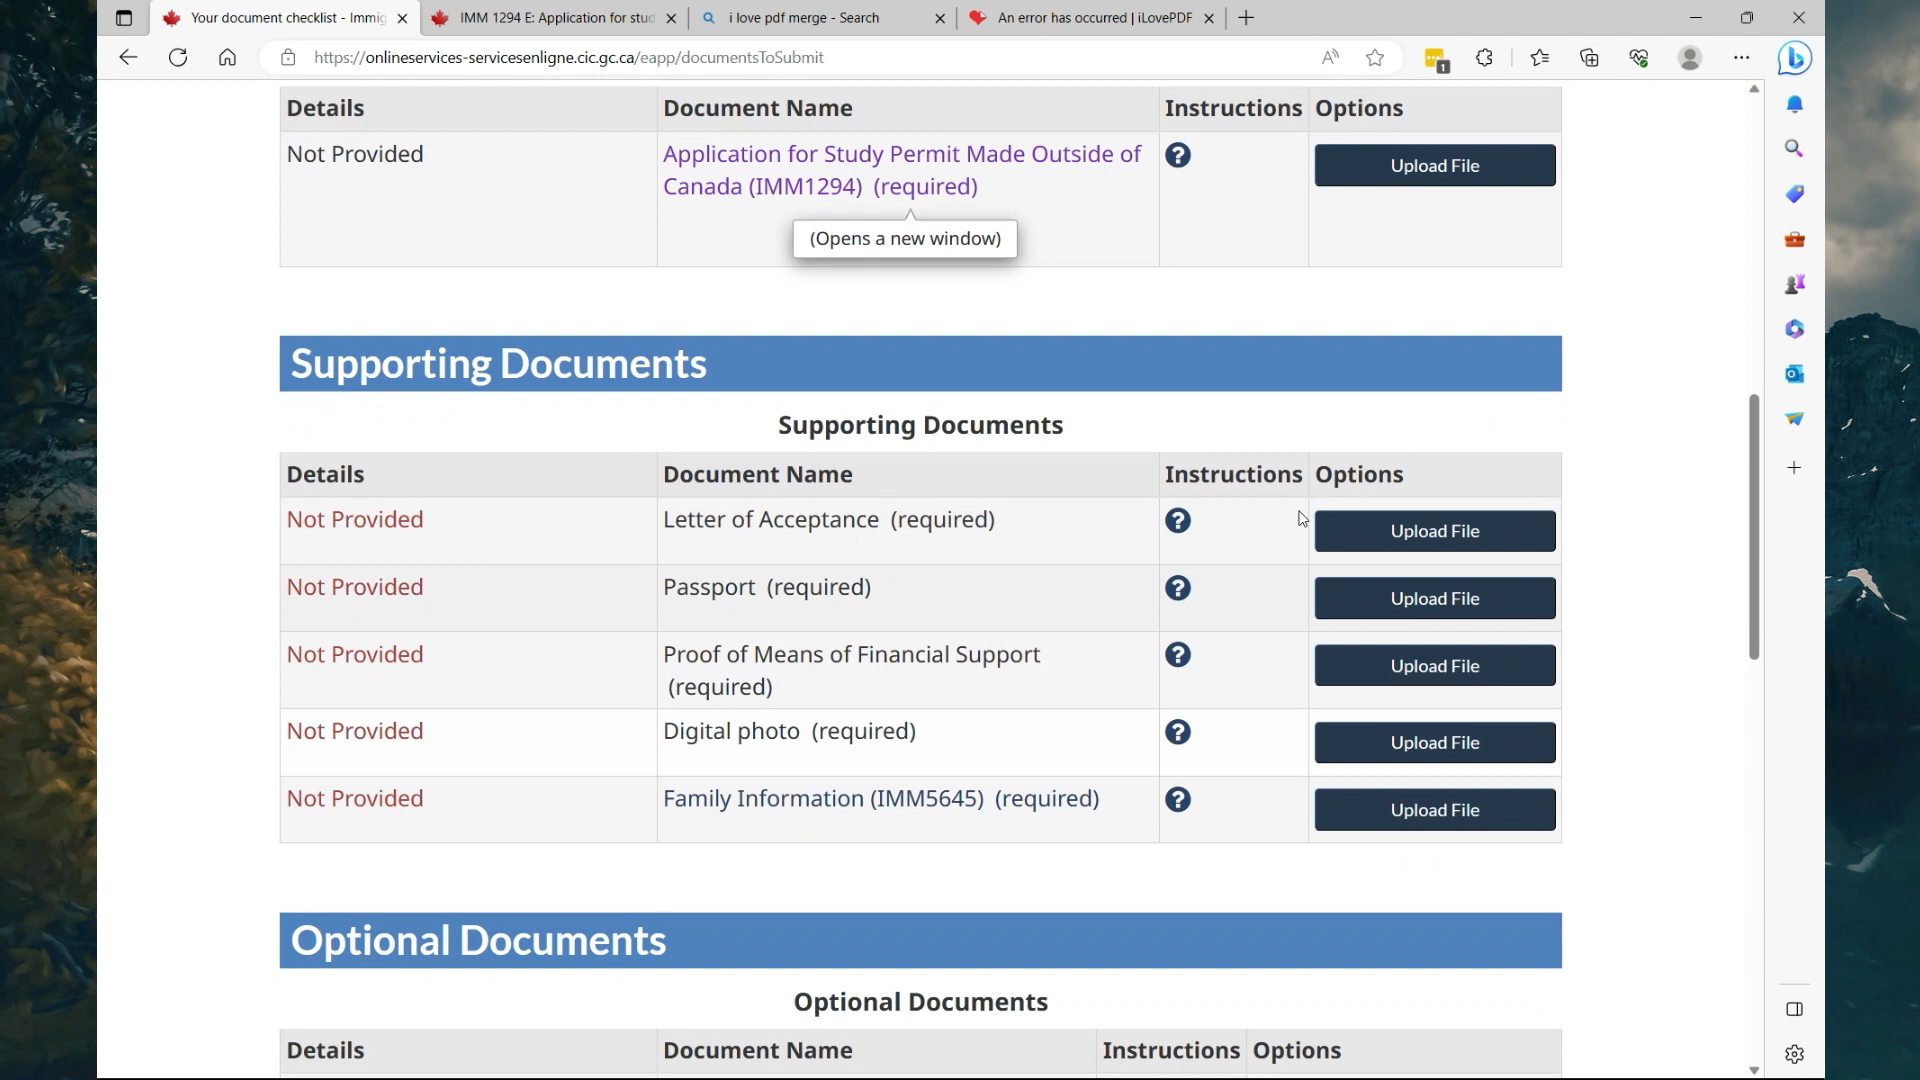 Your document checklist - Immig
IMM 1294 E: Application for stud
i love pdf merge - Search
An error has occurred | iLovePDF
https://onlineservices-servicesenligne.cic.gc.ca/eapp/documentsToSubmit
1
Details Document Name Instructions Options
Not Provided Application for Study Permit Made Outside of Upload File
Canada (IMM1294) (required)
(Opens a new window)
Supporting Documents
Supporting Documents
Details Document Name Instructions Options
Not Provided Letter of Acceptance (required) Upload File
Not Provided Passport (required) Upload File
Not Provided Proof of Means of Financial Support Upload File
(required)
Not Provided Digital photo (required) Upload File
Not Provided Family Information (IMM5645) (required) Upload File
Optional Documents
Optional Documents
Details Document Name Instructions Options